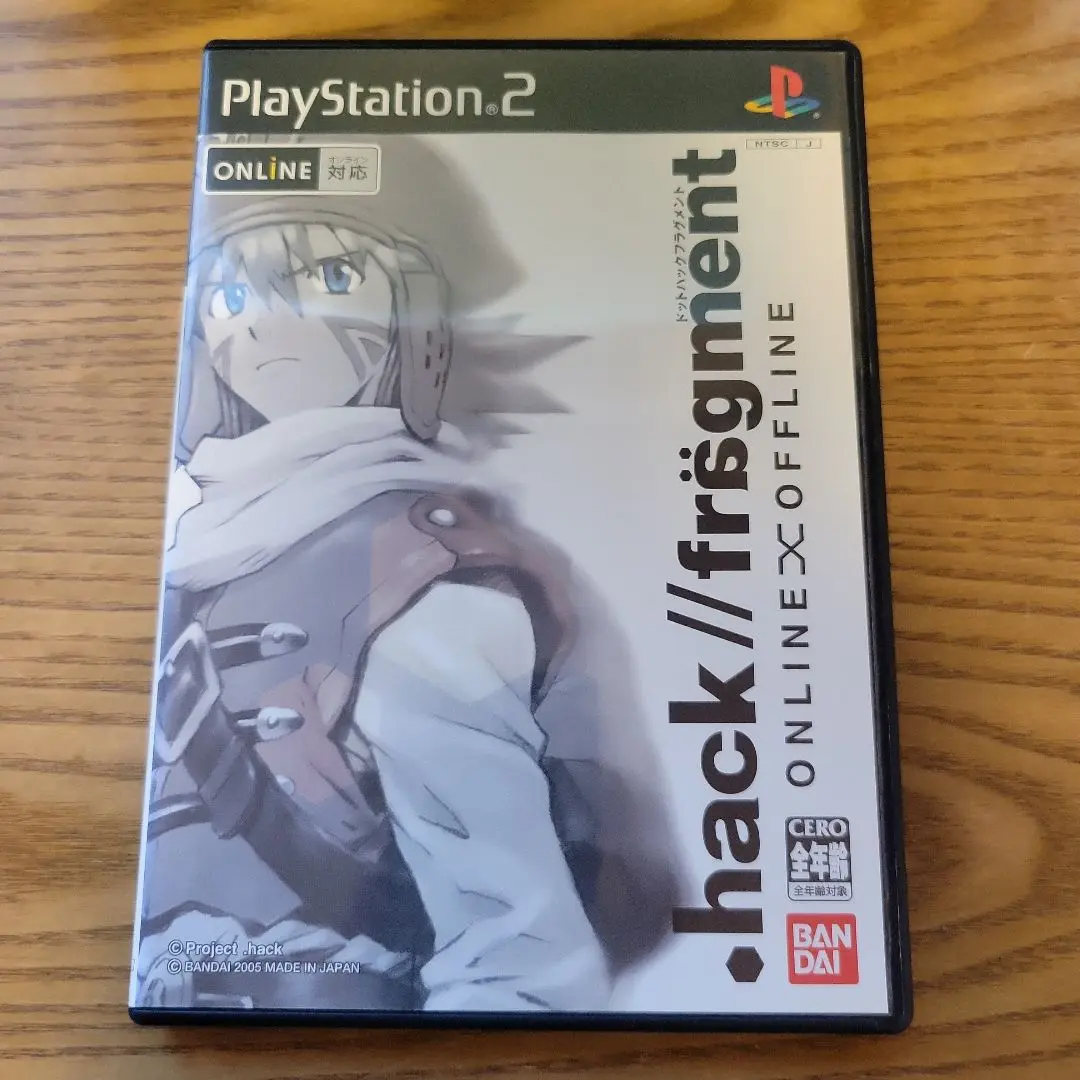 PlayStation®2
NTSC J
ONLINE オンライン対応
.hack//frägment
ドットハックフラグメント
ONLINE X OFFLINE
CERO
全年齢
全年齢対象
BAN
DAI
© Project .hack
© BANDAI 2005 MADE IN JAPAN